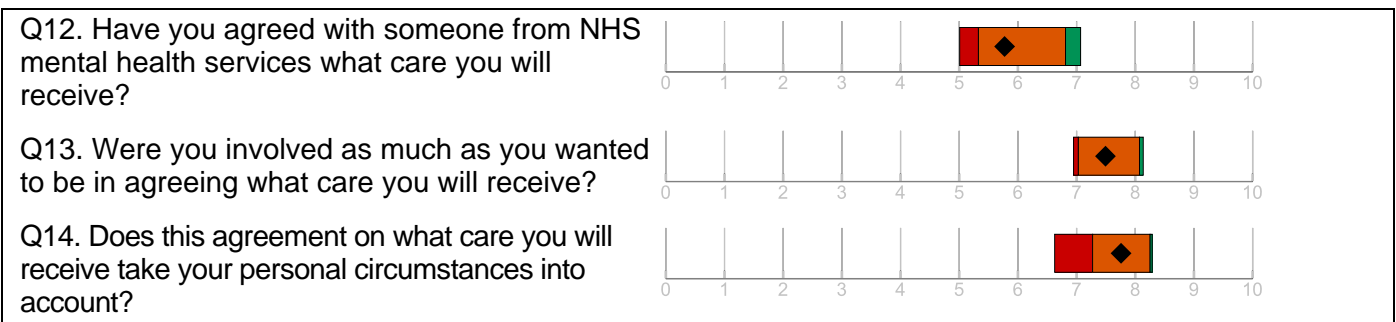 Q12. Have you agreed with someone from NHS
mental health services what care you will
receive?
0 1 2 3 4 5 6 7 8 9 10
Q13. Were you involved as much as you wanted
to be in agreeing what care you will receive?
0 1 2 3 4 5 6 7 8 9 10
Q14. Does this agreement on what care you will
receive take your personal circumstances into
account?
0 1 2 3 4 5 6 7 8 9 10